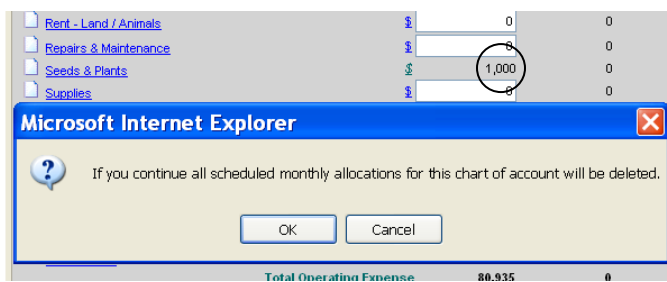 Rent - Land / Animals $ 0 0
Repairs & Maintenance $ 0 0
Seeds & Plants $ 1,000 0
Supplies $ 0 0
Microsoft Internet Explorer
If you continue all scheduled monthly allocations for this chart of account will be deleted.
OK Cancel
Total Operating Expense 80,935 0